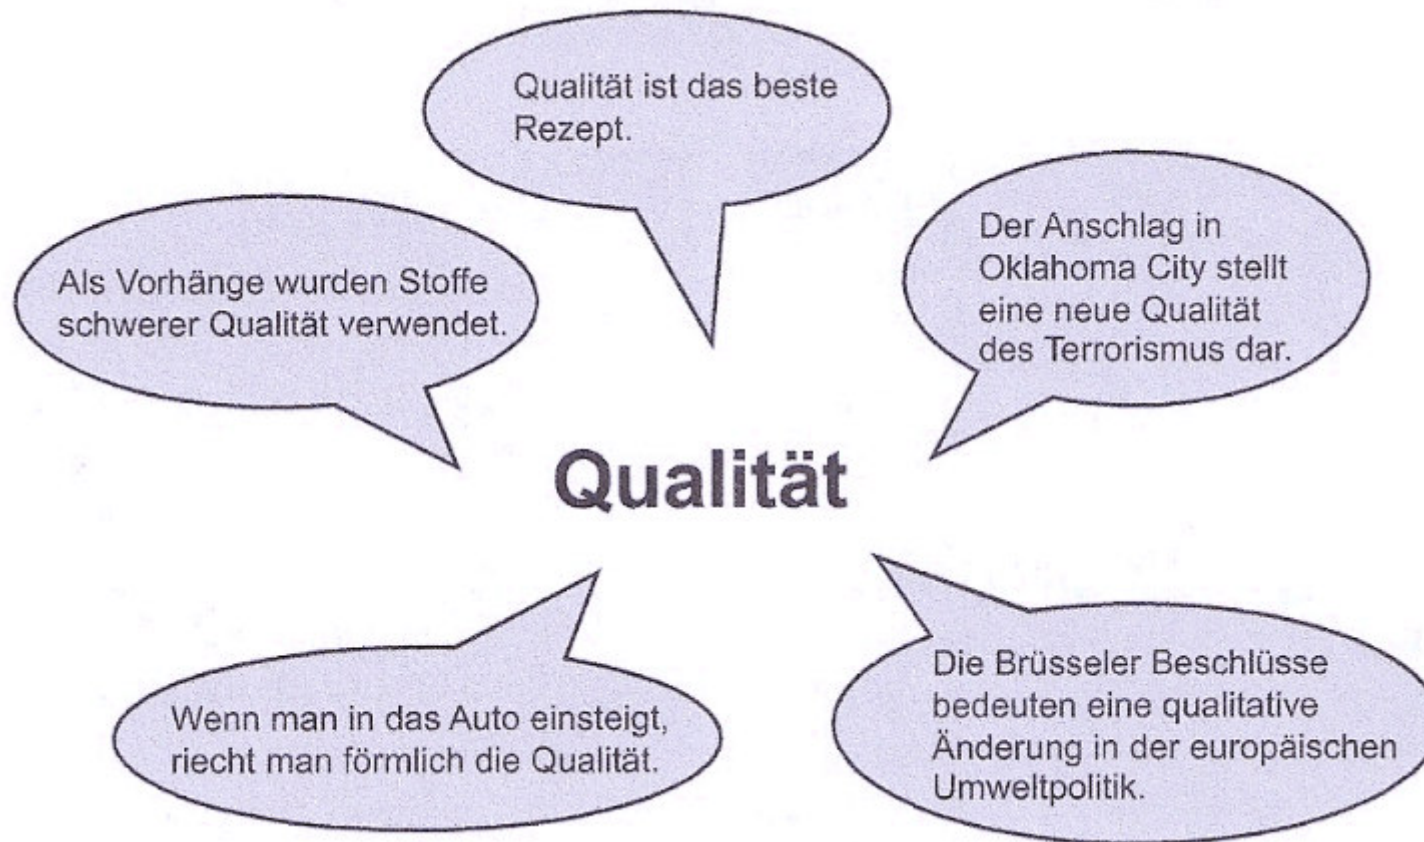 Qualität ist das beste
Rezept.
Als Vorhänge wurden Stoffe
schwerer Qualität verwendet.
Der Anschlag in
Oklahoma City stellt
eine neue Qualität
des Terrorismus dar.
Qualität
Wenn man in das Auto einsteigt,
riecht man förmlich die Qualität.
Die Brüsseler Beschlüsse
bedeuten eine qualitative
Änderung in der europäischen
Umweltpolitik.